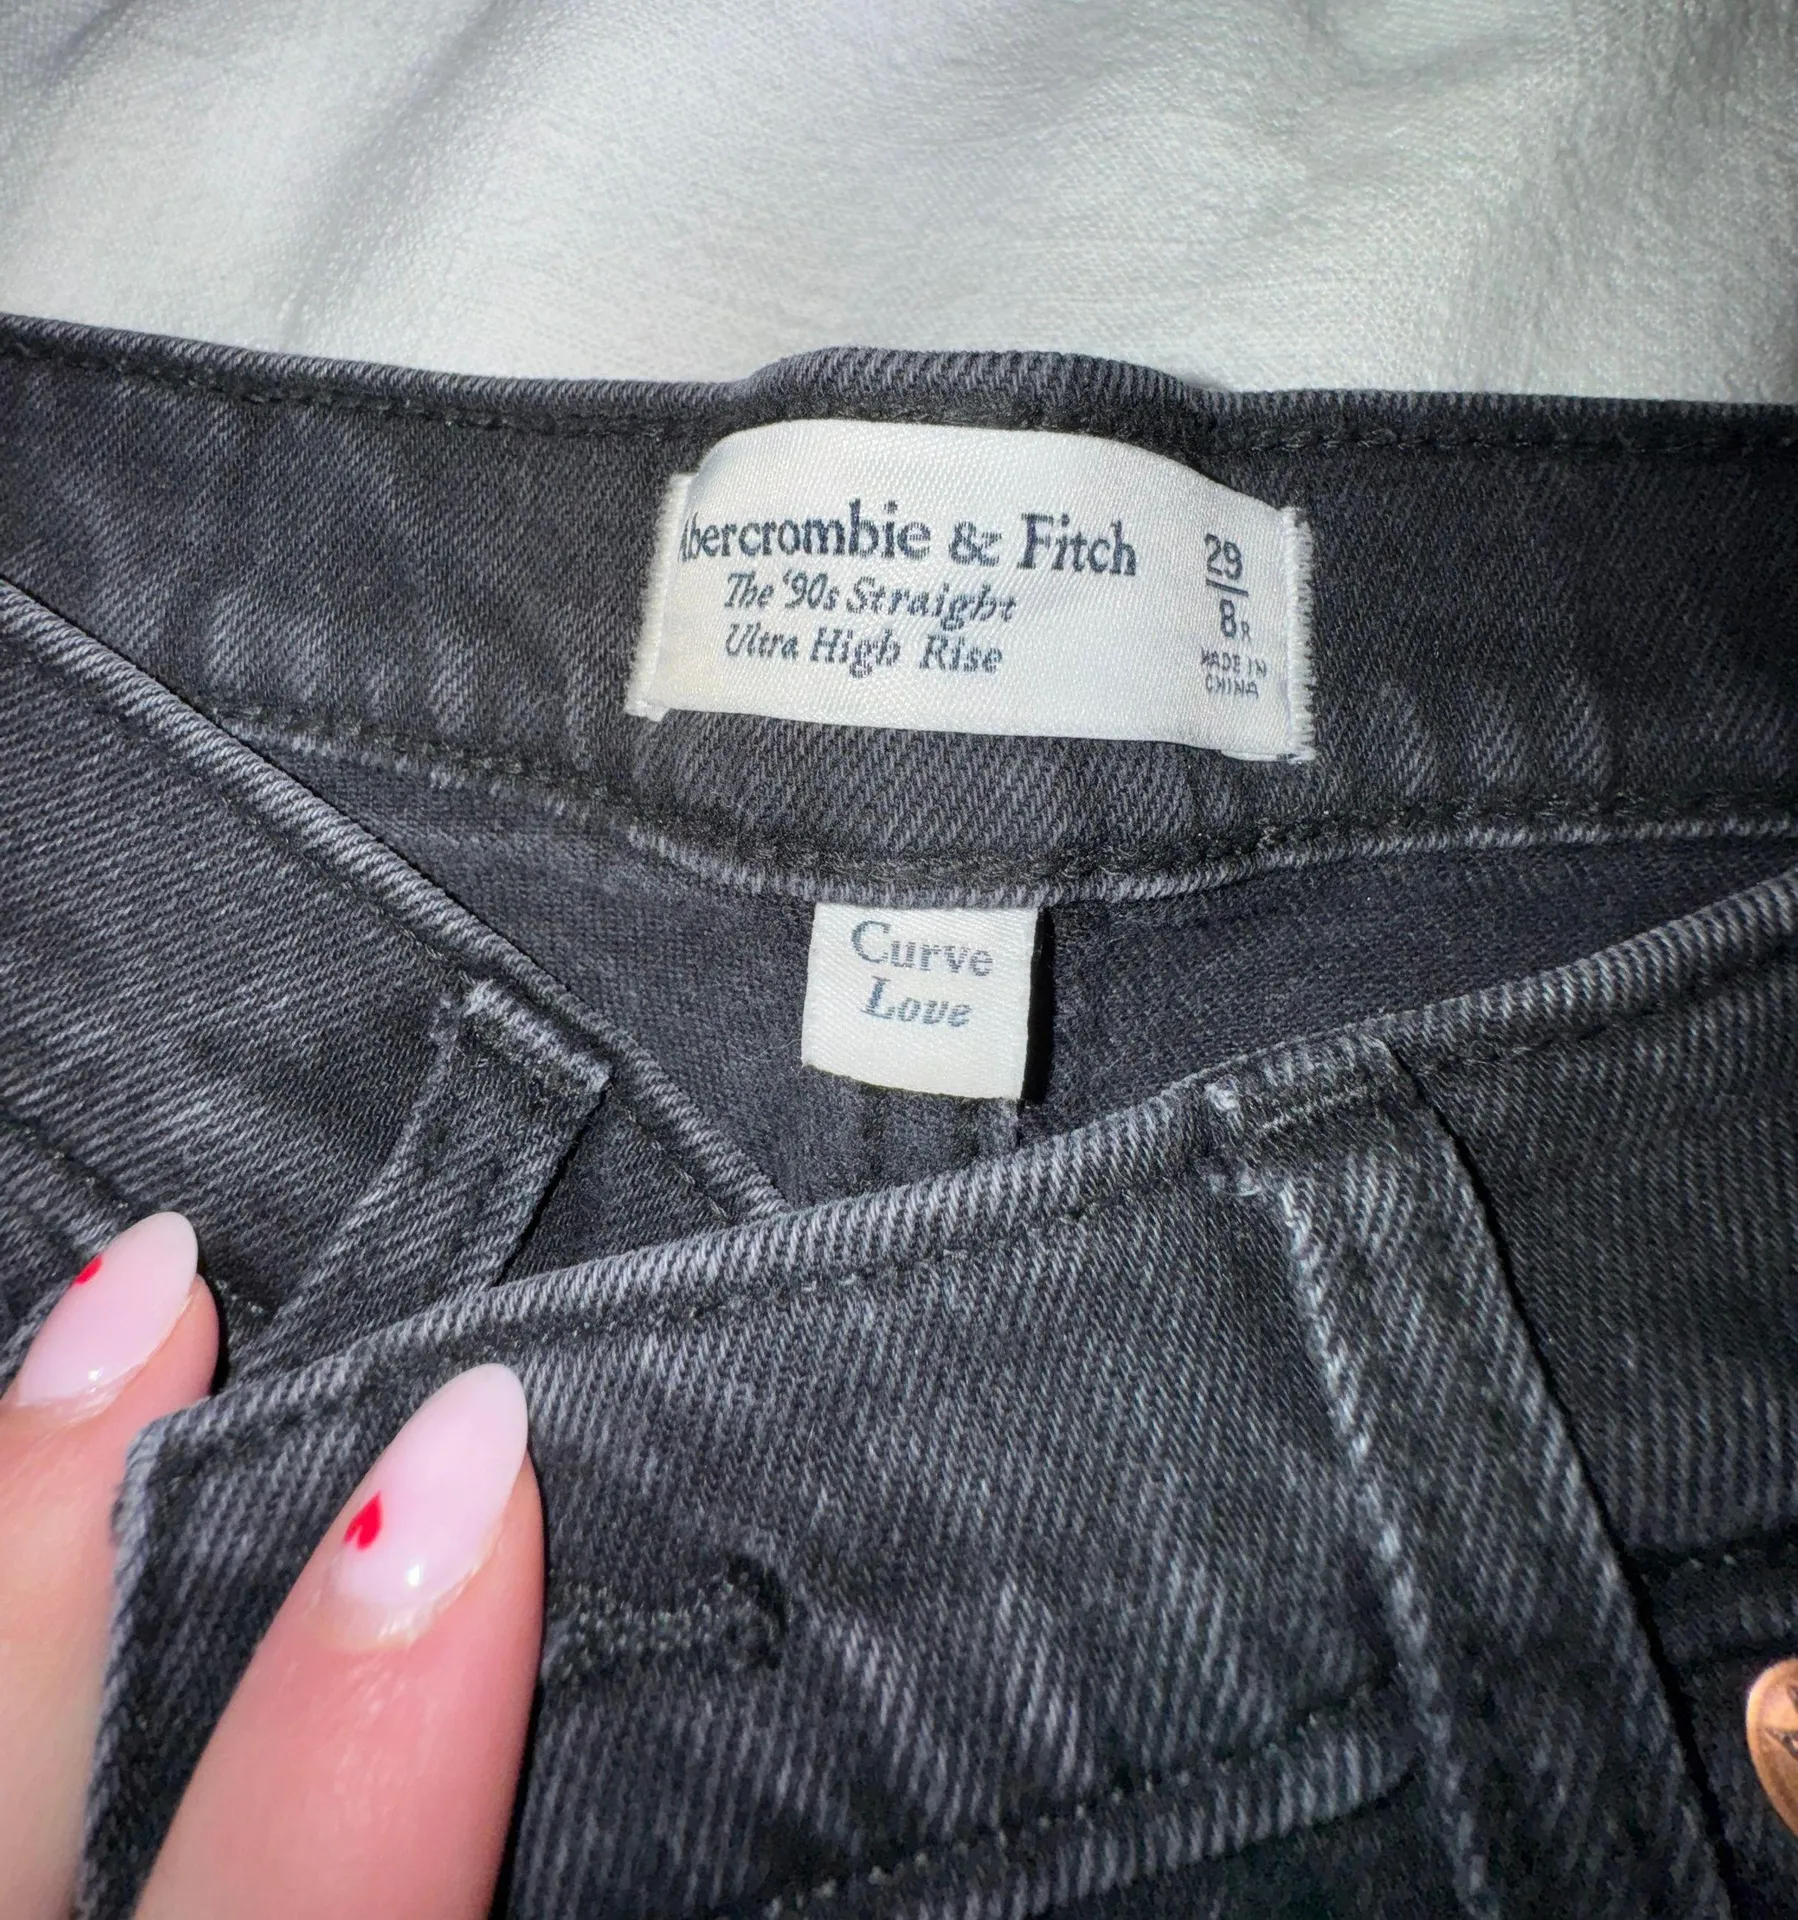 Abercrombie & Fitch
The '90s Straight
Ultra High Rise
29
8R
MADE IN
CHINA
Curve
Love